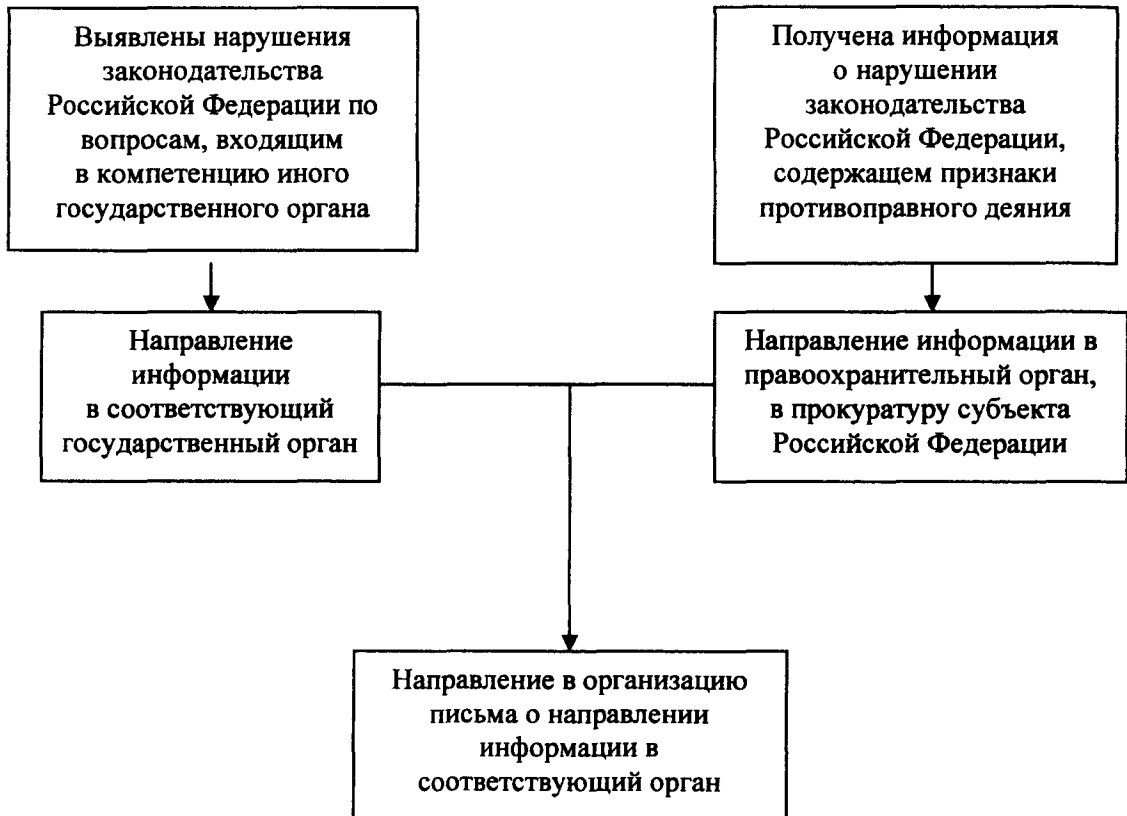 Выявлены нарушения
законодательства
Российской Федерации по
вопросам, входящим
в компетенцию иного
государственного органа
Получена информация
о нарушении
законодательства
Российской Федерации,
содержащем признаки
противоправного деяния
Направление
информации
в соответствующий
государственный орган
Направление информации в
правоохранительный орган,
в прокуратуру субъекта
Российской Федерации
Направление в организацию
письма о направлении
информации в
соответствующий орган